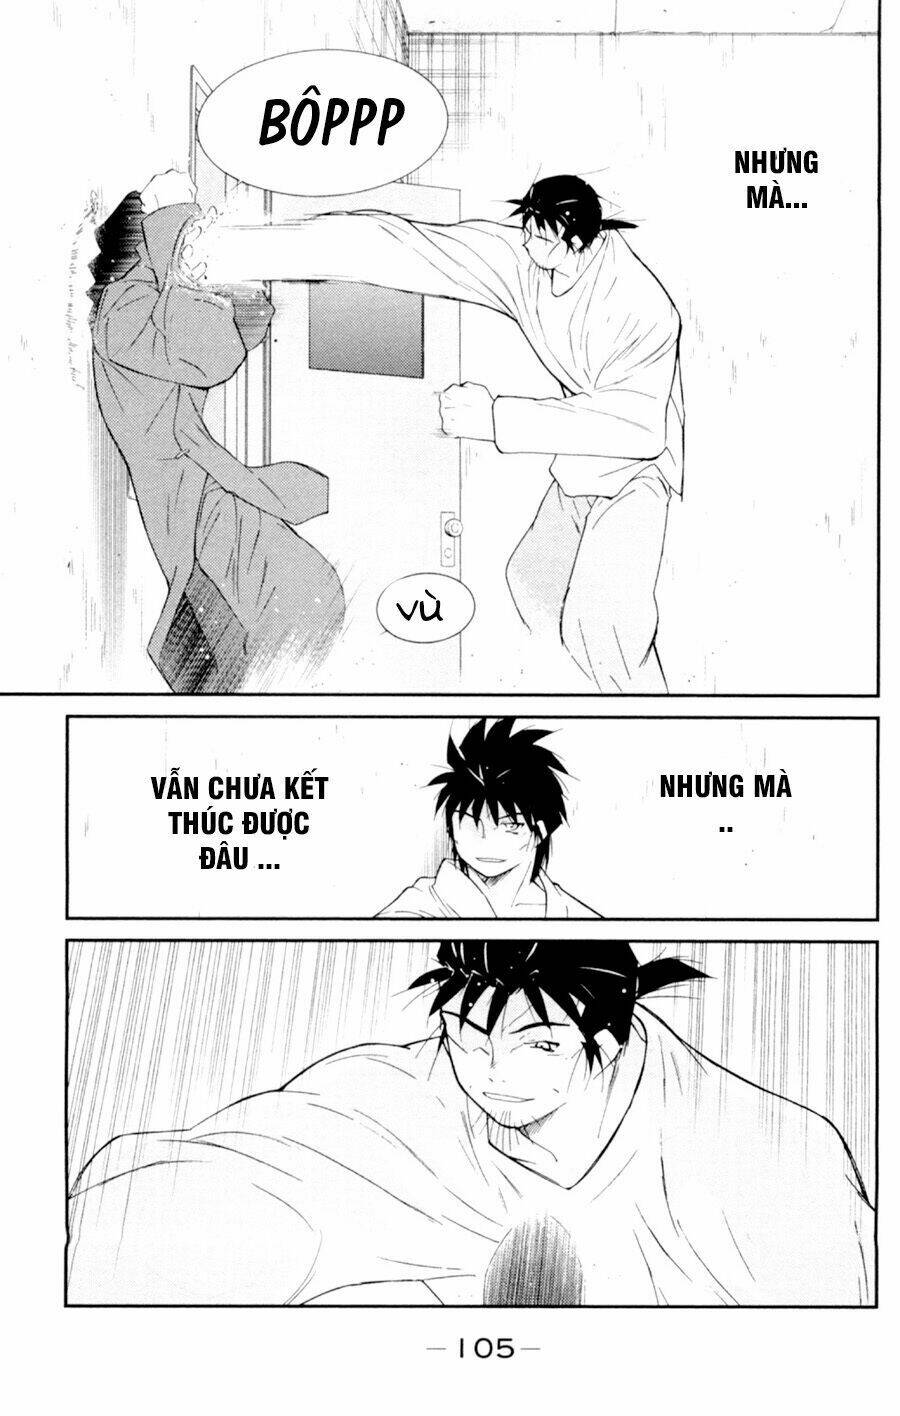 NHƯNG
MÀ...
BÔPPP
vù
NHƯNG MÀ
..
VẪN CHƯA KẾT
THÚC ĐƯỢC
ĐÂU ...
—105—